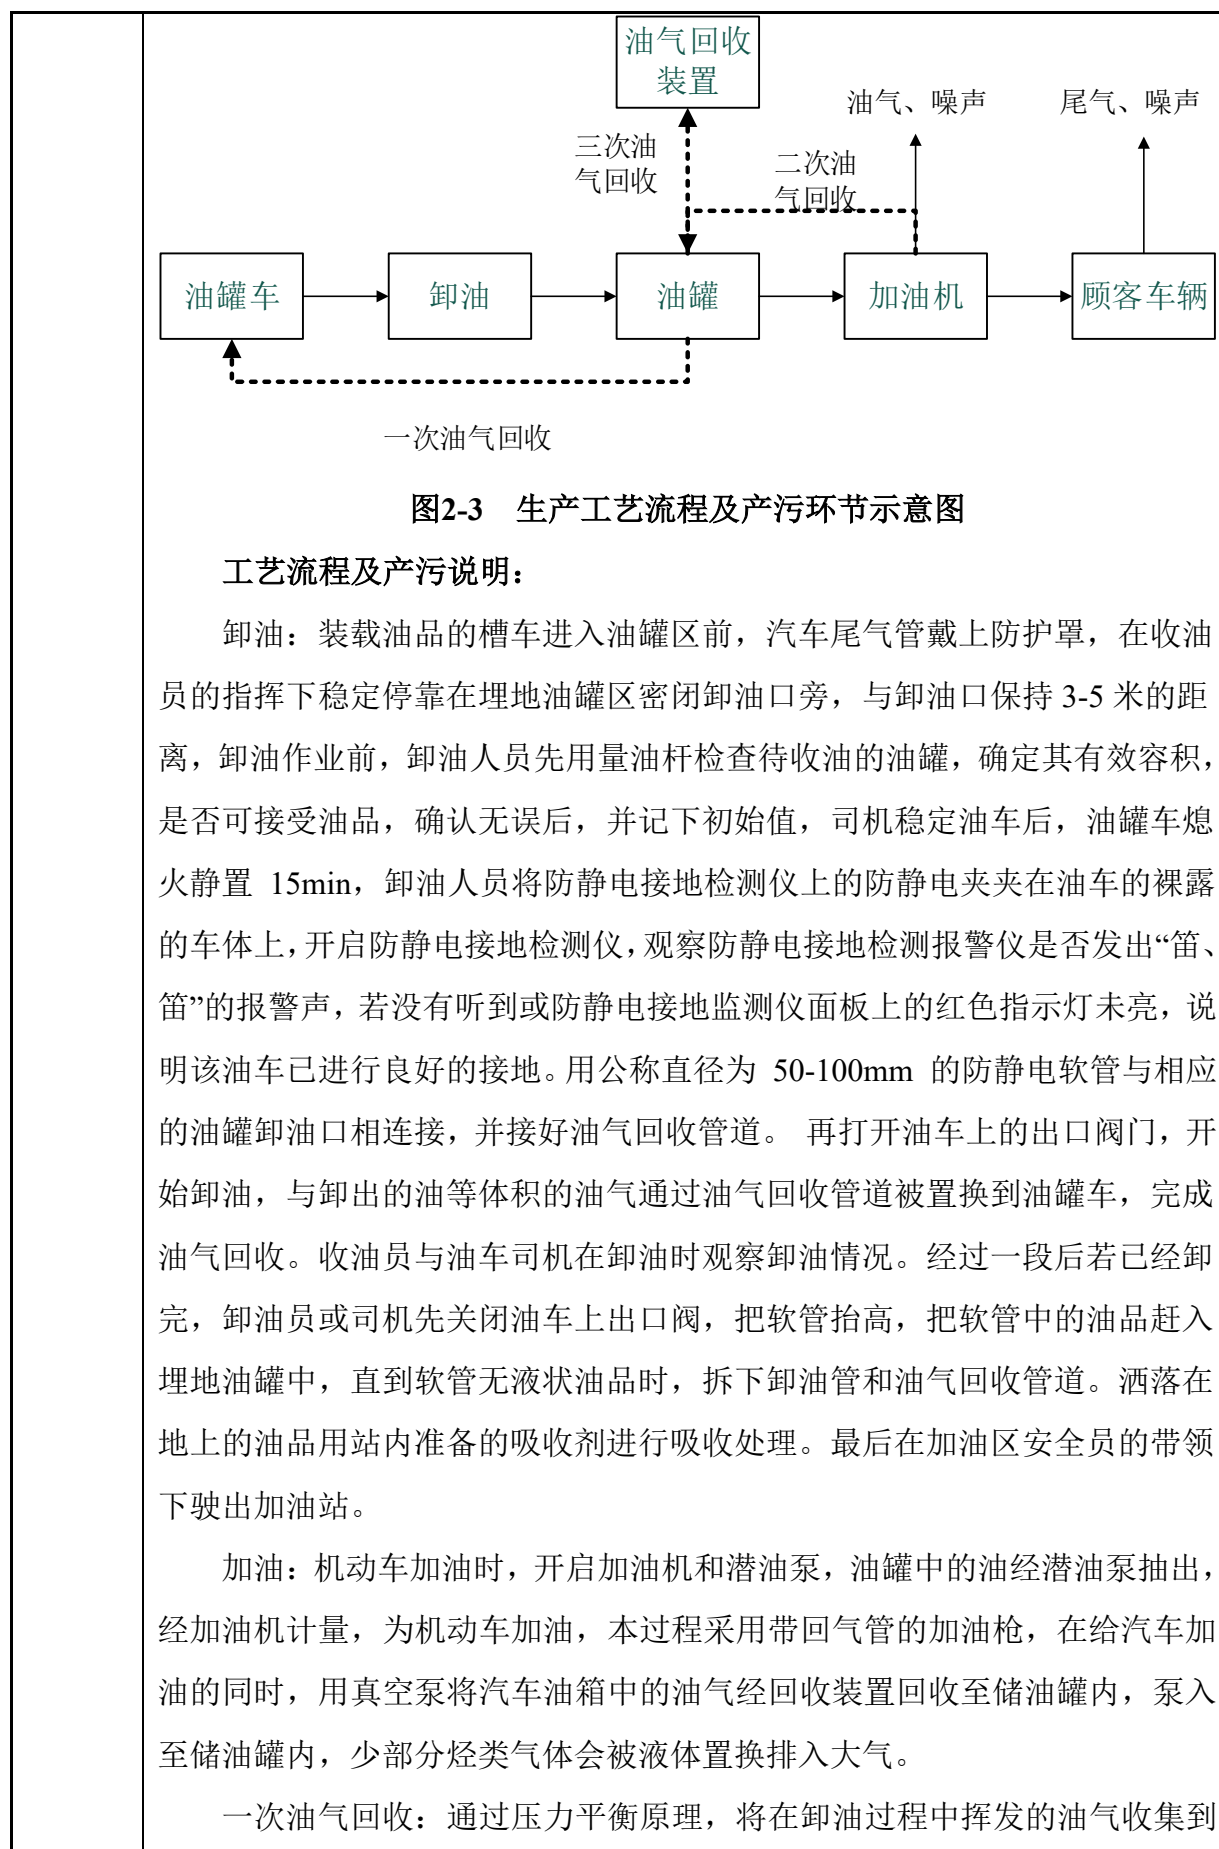 油气回收
装置
油气、噪声
尾气、噪声
三次油
气回收
二次油
气回收
油罐车
卸油
油罐
加油机
顾客车辆
一次油气回收
图2-3 生产工艺流程及产污环节示意图
工艺流程及产污说明：
卸油：装载油品的槽车进入油罐区前，汽车尾气管戴上防护罩，在收油
员的指挥下稳定停靠在埋地油罐区密闭卸油口旁，与卸油口保持 3-5 米的距
离，卸油作业前，卸油人员先用量油杆检查待收油的油罐，确定其有效容积，
是否可接受油品，确认无误后，并记下初始值，司机稳定油车后，油罐车熄
火静置 15min，卸油人员将防静电接地检测仪上的防静电夹夹在油车的裸露
的车体上，开启防静电接地检测仪，观察防静电接地检测报警仪是否发出“笛、
笛”的报警声，若没有听到或防静电接地监测仪面板上的红色指示灯未亮，说
明该油车已进行良好的接地。用公称直径为 50-100mm 的防静电软管与相应
的油罐卸油口相连接，并接好油气回收管道。 再打开油车上的出口阀门，开
始卸油，与卸出的油等体积的油气通过油气回收管道被置换到油罐车，完成
油气回收。收油员与油车司机在卸油时观察卸油情况。经过一段后若已经卸
完，卸油员或司机先关闭油车上出口阀，把软管抬高，把软管中的油品赶入
埋地油罐中，直到软管无液状油品时，拆下卸油管和油气回收管道。洒落在
地上的油品用站内准备的吸收剂进行吸收处理。最后在加油区安全员的带领
下驶出加油站。
加油：机动车加油时，开启加油机和潜油泵，油罐中的油经潜油泵抽出，
经加油机计量，为机动车加油，本过程采用带回气管的加油枪，在给汽车加
油的同时，用真空泵将汽车油箱中的油气经回收装置回收至储油罐内，泵入
至储油罐内，少部分烃类气体会被液体置换排入大气。
一次油气回收：通过压力平衡原理，将在卸油过程中挥发的油气收集到